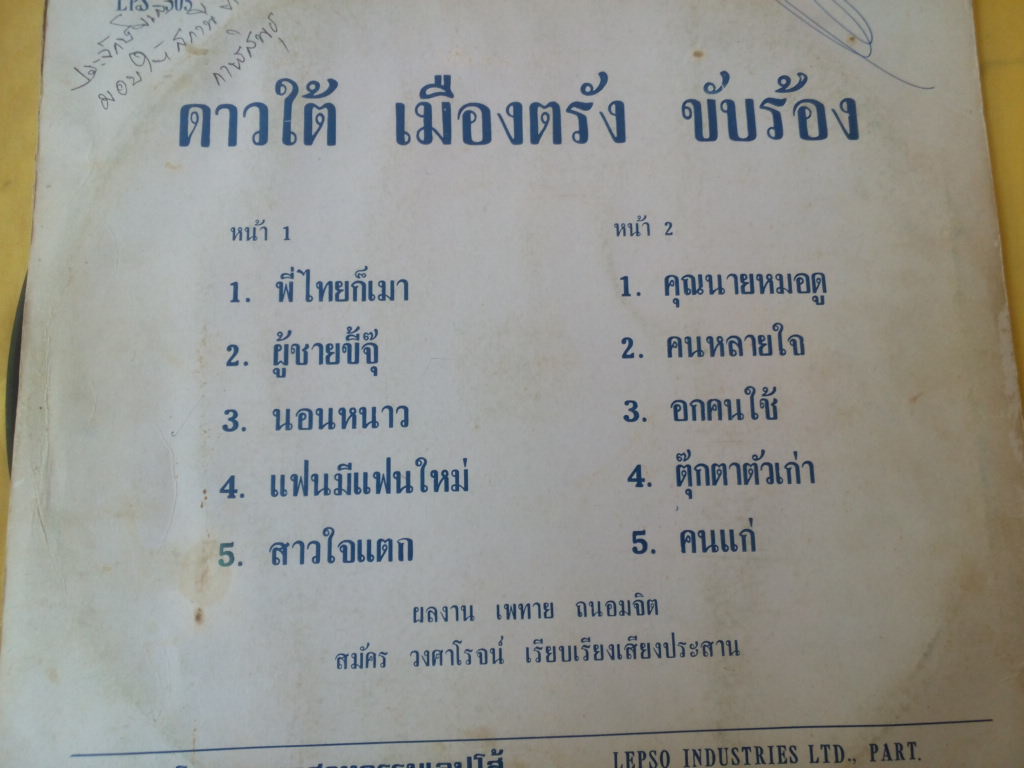 ดาวใต้ เมืองตรัง ขับร้อง
หน้า 1
1. พี่ไทยก็เมา
2. ผู้ชายขี้จุ๊
3. นอนหนาว
4. แฟนมีแฟนใหม่
5. สาวใจแตก
หน้า 2
1. คุณนายหมอดู
2. คนหลายใจ
3. อกคนใช้
4. ตุ๊กตาตัวเก่า
5. คนแก่
ผลงาน เพทาย ถนอมจิต
สมัคร วงศาโรจน์ เรียบเรียงเสียงประสาน
LEPSO INDUSTRIES LTD., PART.